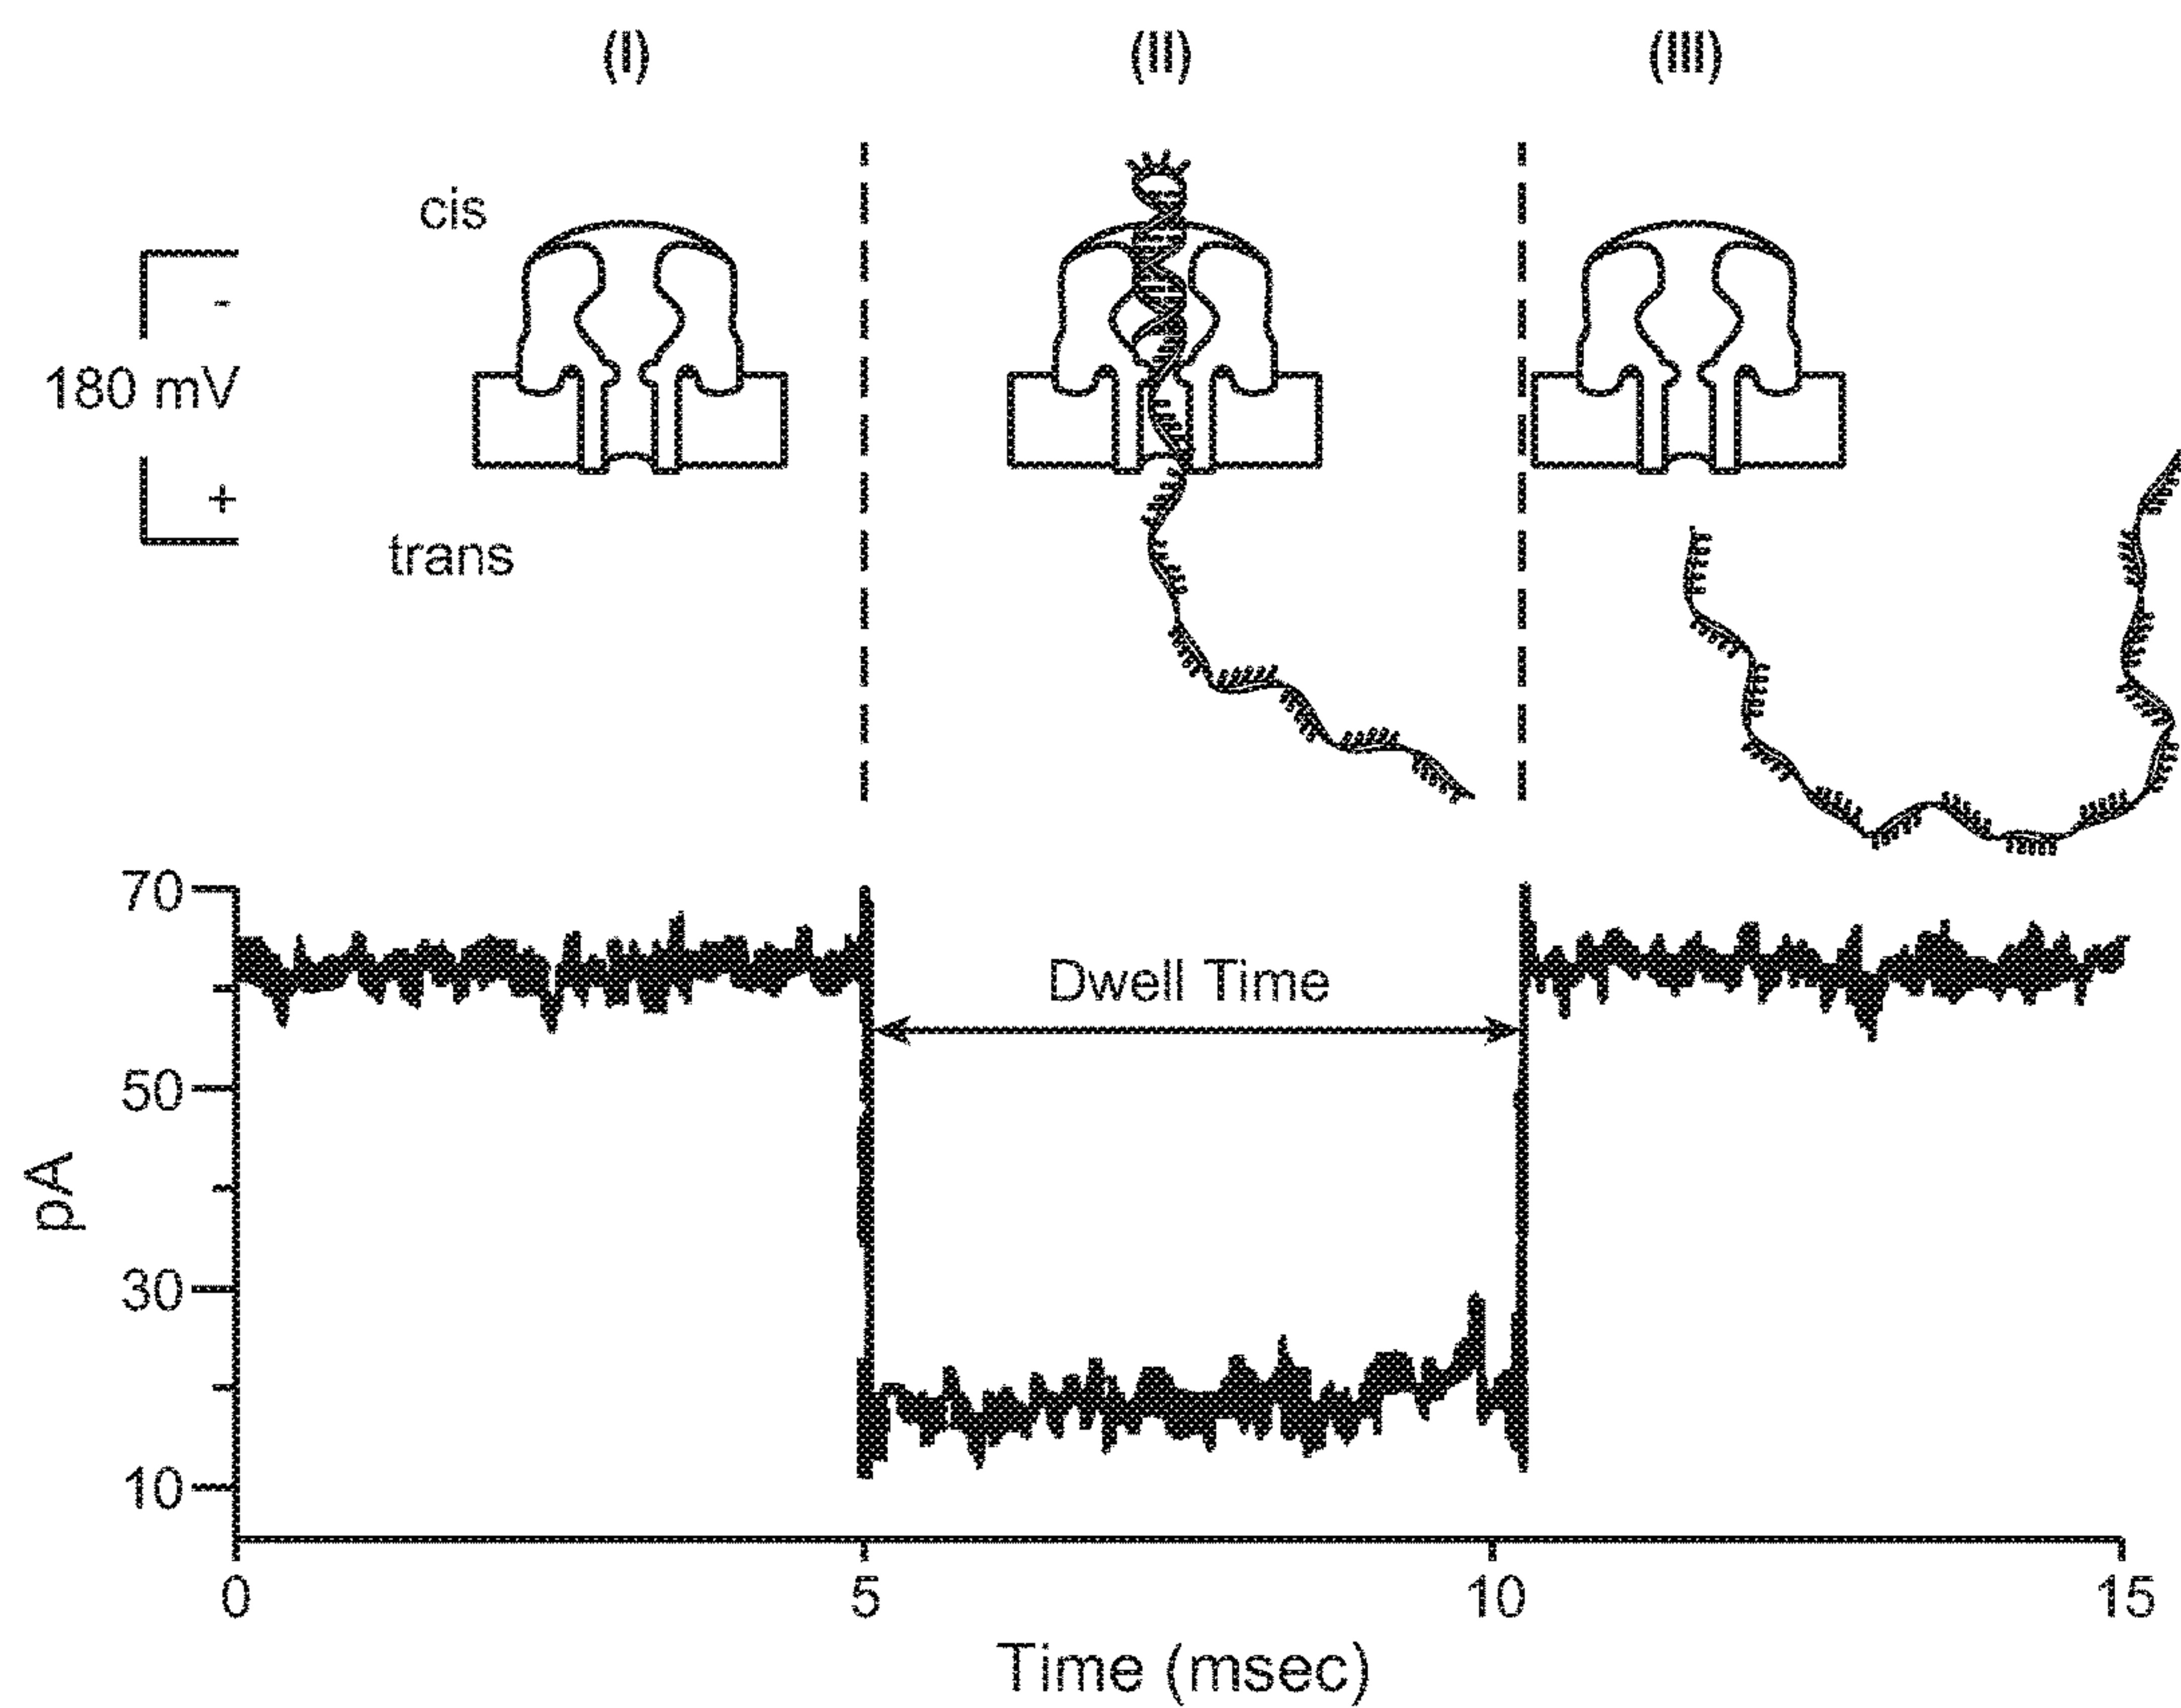 (I)
(II)
(III)
cis
-
180 mV
+
trans
70
50
30
10
pA
Dwell Time
0
5
10
15
Time (msec)